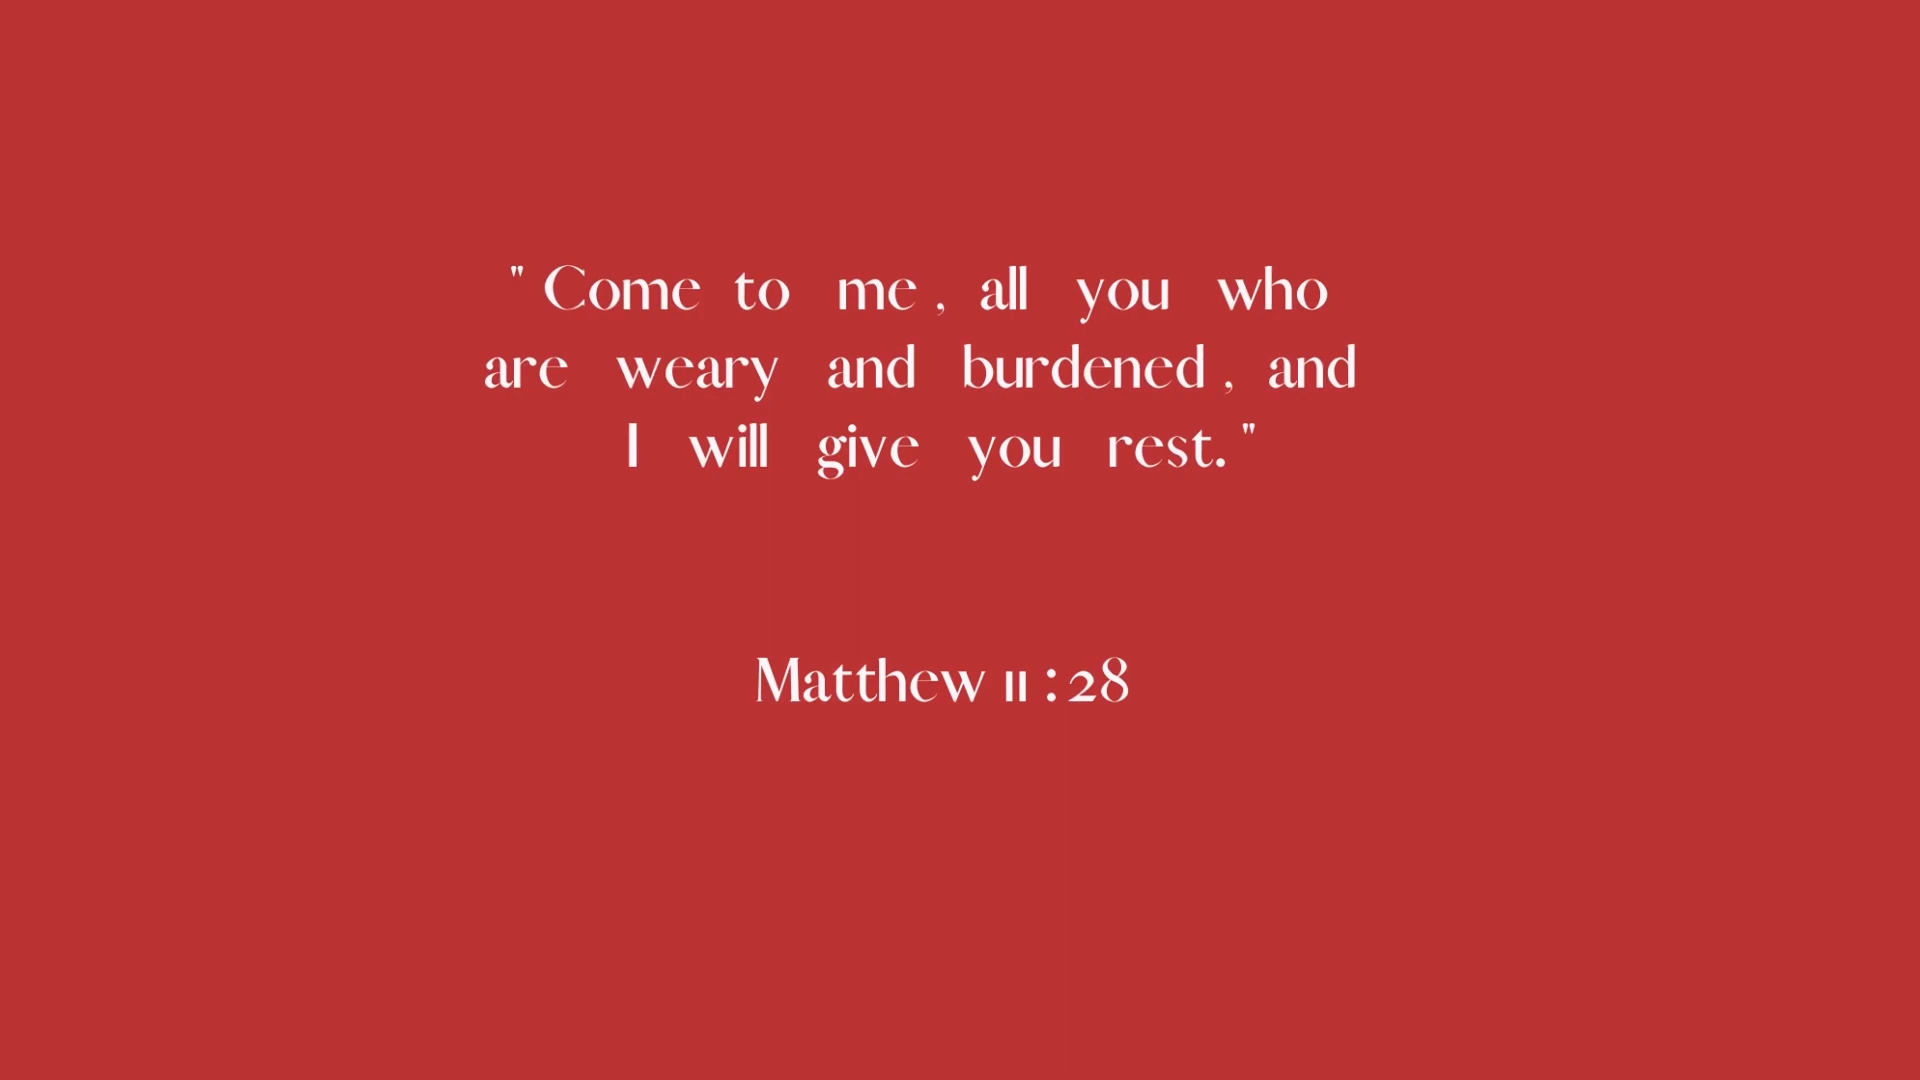 " Come to me , all you who
are weary and burdened , and
I will give you rest. "
Matthew 11 :28